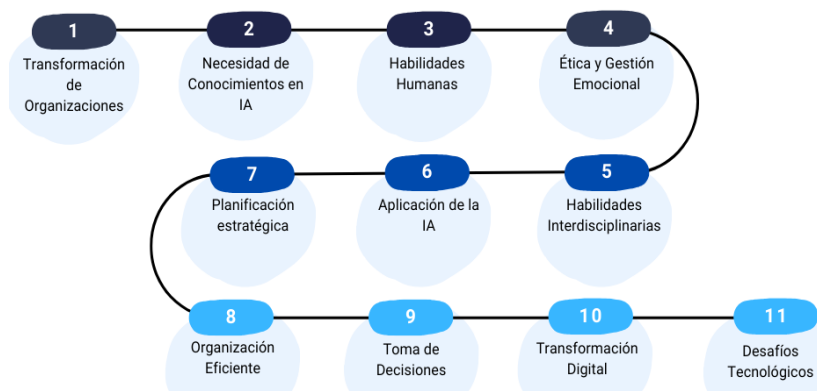 1
Transformación
de
Organizaciones
2
Necesidad de
Conocimientos en
IA
3
Habilidades
Humanas
4
Ética y Gestión
Emocional
5
Habilidades
Interdisciplinarias
6
Aplicación de la
IA
7
Planificación
estratégica
8
Organización
Eficiente
9
Toma de
Decisiones
10
Transformación
Digital
11
Desafíos
Tecnológicos